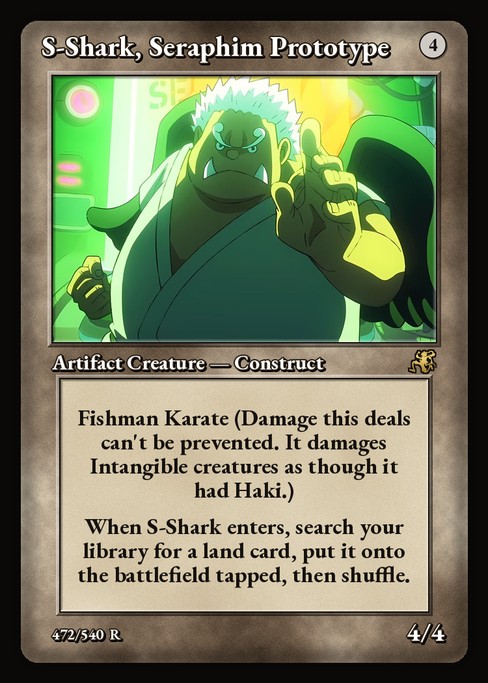 S-Shark, Seraphim Prototype 4
SE
Artifact Creature — Construct
Fishman Karate (Damage this deals
can't be prevented. It damages
Intangible creatures as though it
had Haki.)
When S-Shark enters, search your
library for a land card, put it onto
the battlefield tapped, then shuffle.
472/540 R
4/4